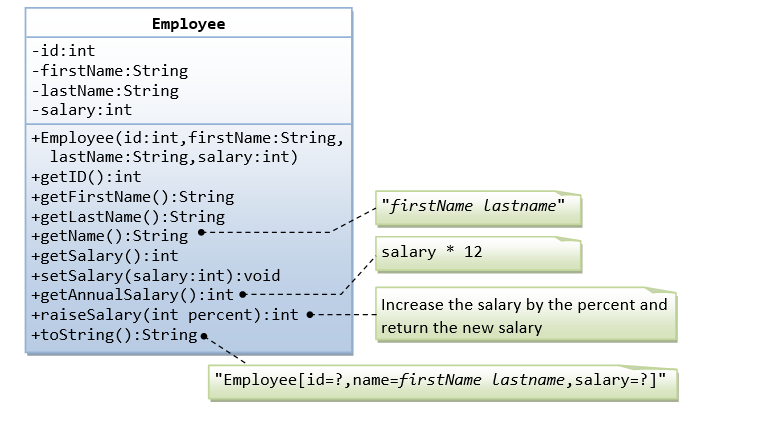 Employee
-id:int
-firstName:String
-lastName:String
-salary:int
+Employee(id:int,firstName:String,
lastName:String,salary:int)
+getID():int
+getFirstName():String
+getLastName():String
+getName():String
"firstName lastname"
+getSalary():int
+setSalary(salary:int):void
salary * 12
+getAnnualSalary():int
+raiseSalary(int percent):int
Increase the salary by the percent and
return the new salary
+toString():String
"Employee[id=?,name=firstName lastname,salary=?]"